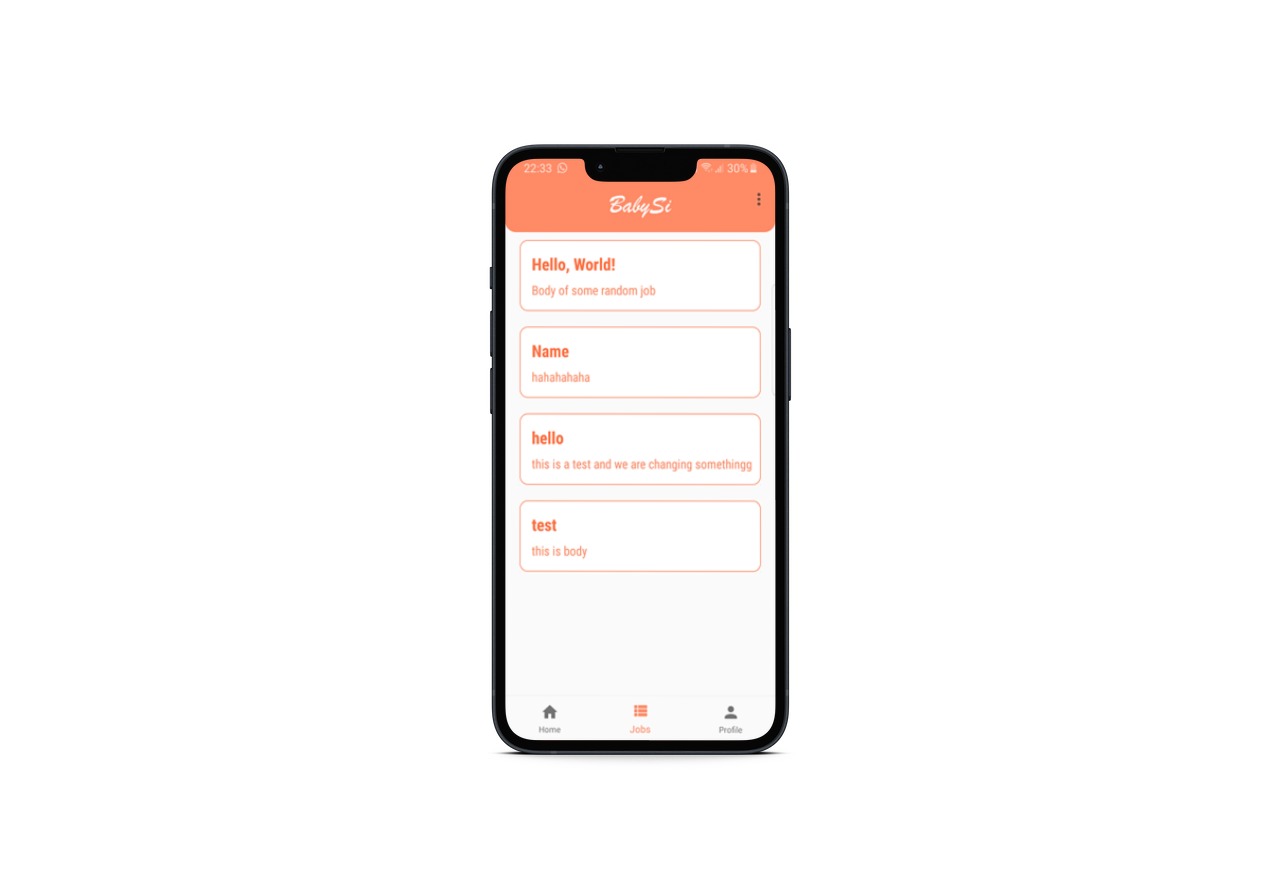 22:33 30%
BabySi
Hello, World!
Body of some random job
Name
hahahahaha
hello
this is a test and we are changing somethingg
test
this is body
Home Jobs Profile